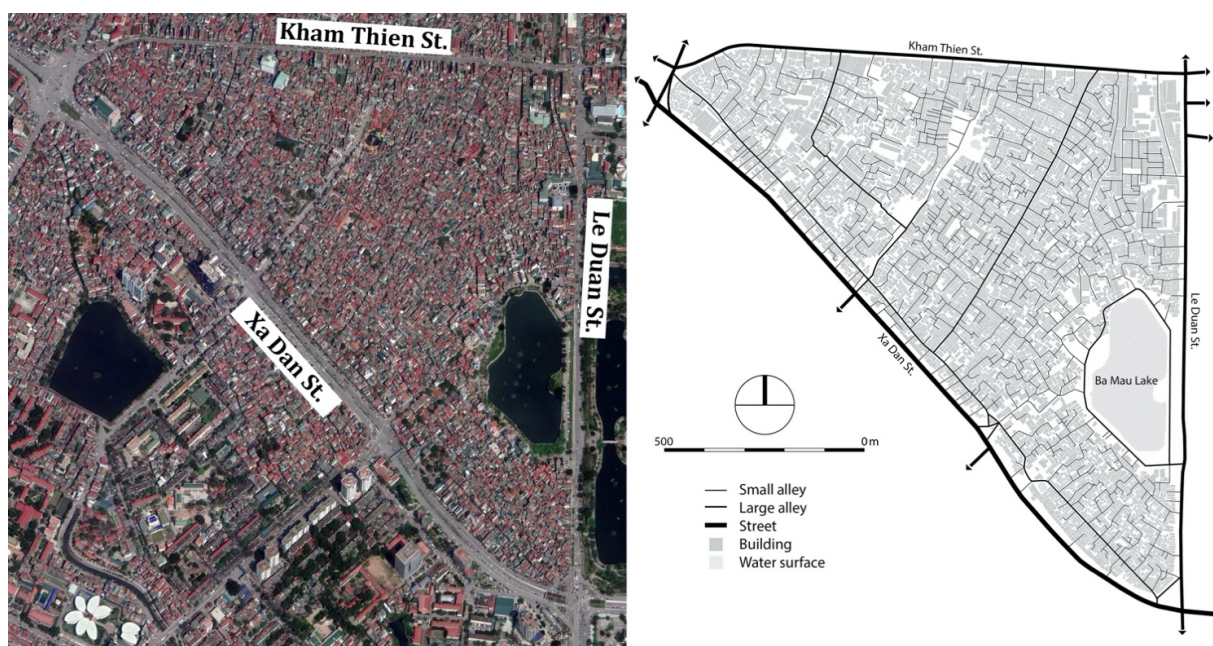 Kham Thien St.
Le Duan St.
Xa Dan St.
Kham Thien St.
Le Duan St.
Xa Dan St.
Ba Mau Lake
500 0 m
Small alley
Large alley
Street
Building
Water surface